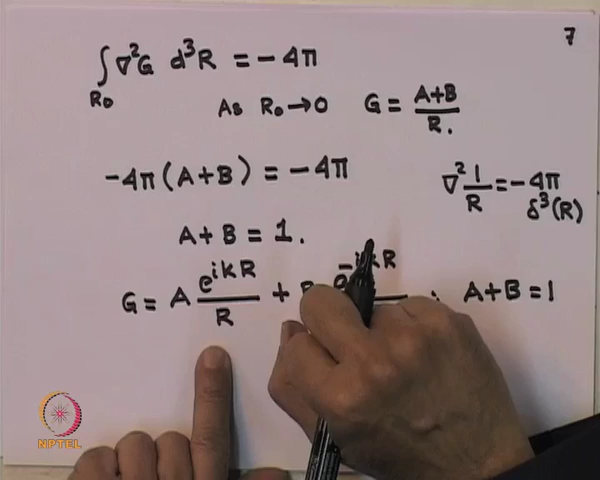 7
∫_{R₀} ∇²G d³R = -4π
As R₀→0 G = (A+B)/R.
-4π(A+B) = -4π
∇² 1/R = -4π δ³(R)
A+B = 1.
G = A e^{ikR}/R + e^{-ikR} ; A+B=1
NPTEL